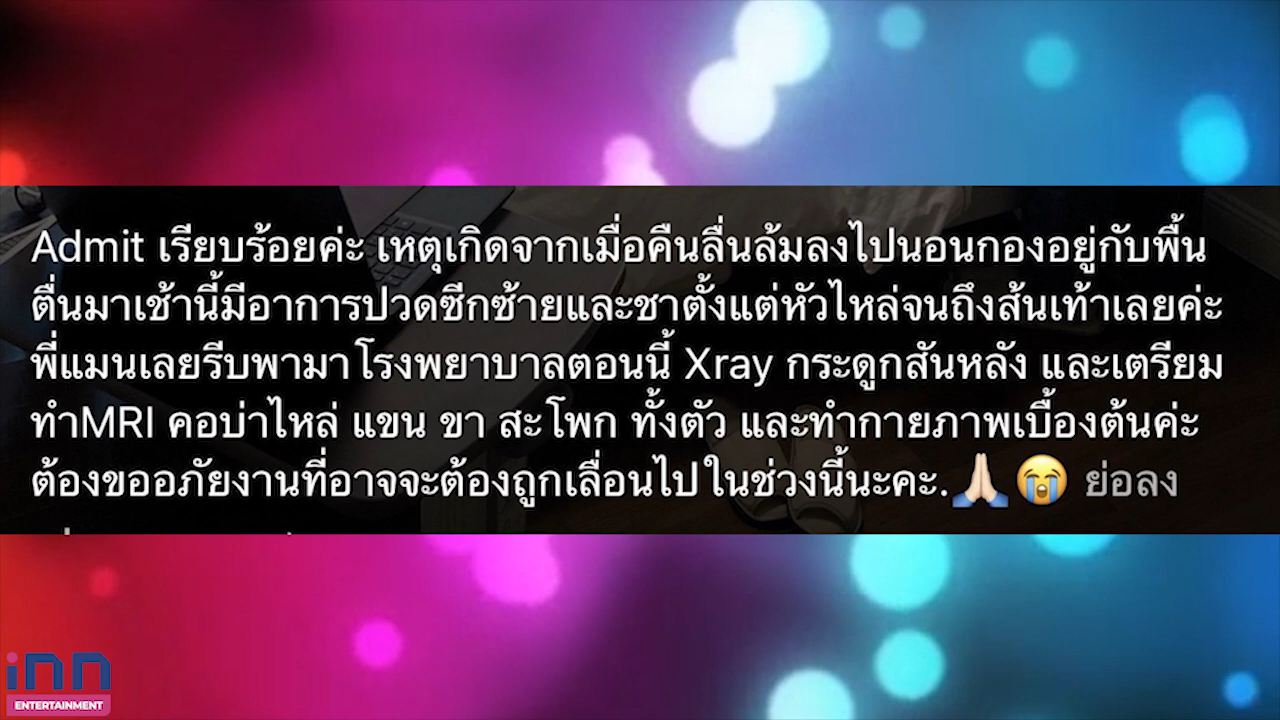 Admit เรียบร้อยค่ะ เหตุเกิดจากเมื่อคืนลื่นล้มลงไปนอนกองอยู่กับพื้น
ตื่นมาเช้านี้มีอาการปวดซีกซ้ายและชาตั้งแต่หัวไหล่จนถึงส้นเท้าเลยค่ะ
พี่แมนเลยรีบพามาโรงพยาบาลตอนนี้ Xray กระดูกสันหลัง และเตรียม
ทำMRI คอบ่าไหล่ แขน ขา สะโพก ทั้งตัว และทำกายภาพเบื้องต้นค่ะ
ต้องขออภัยงานที่อาจจะต้องถูกเลื่อนไปในช่วงนี้นะคะ.🙏🏻😭 ย่อลง
inn
ENTERTAINMENT